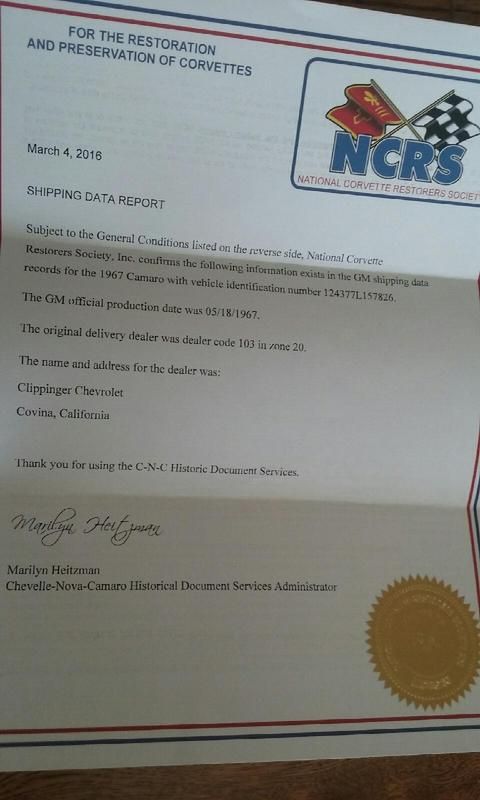 FOR THE RESTORATION
AND PRESERVATION OF CORVETTES
NCRS
NATIONAL CORVETTE RESTORERS SOCIETY
March 4, 2016
SHIPPING DATA REPORT
Subject to the General Conditions listed on the reverse side, National Corvette
Restorers Society, Inc. confirms the following information exists in the GM shipping data
records for the 1967 Camaro with vehicle identification number 124377L157826.
The GM official production date was 05/18/1967.
The original delivery dealer was dealer code 103 in zone 20.
The name and address for the dealer was:
Clippinger Chevrolet
Covina, California
Thank you for using the C-N-C Historic Document Services.
Marilyn Heitzman
Marilyn Heitzman
Chevelle-Nova-Camaro Historical Document Services Administrator